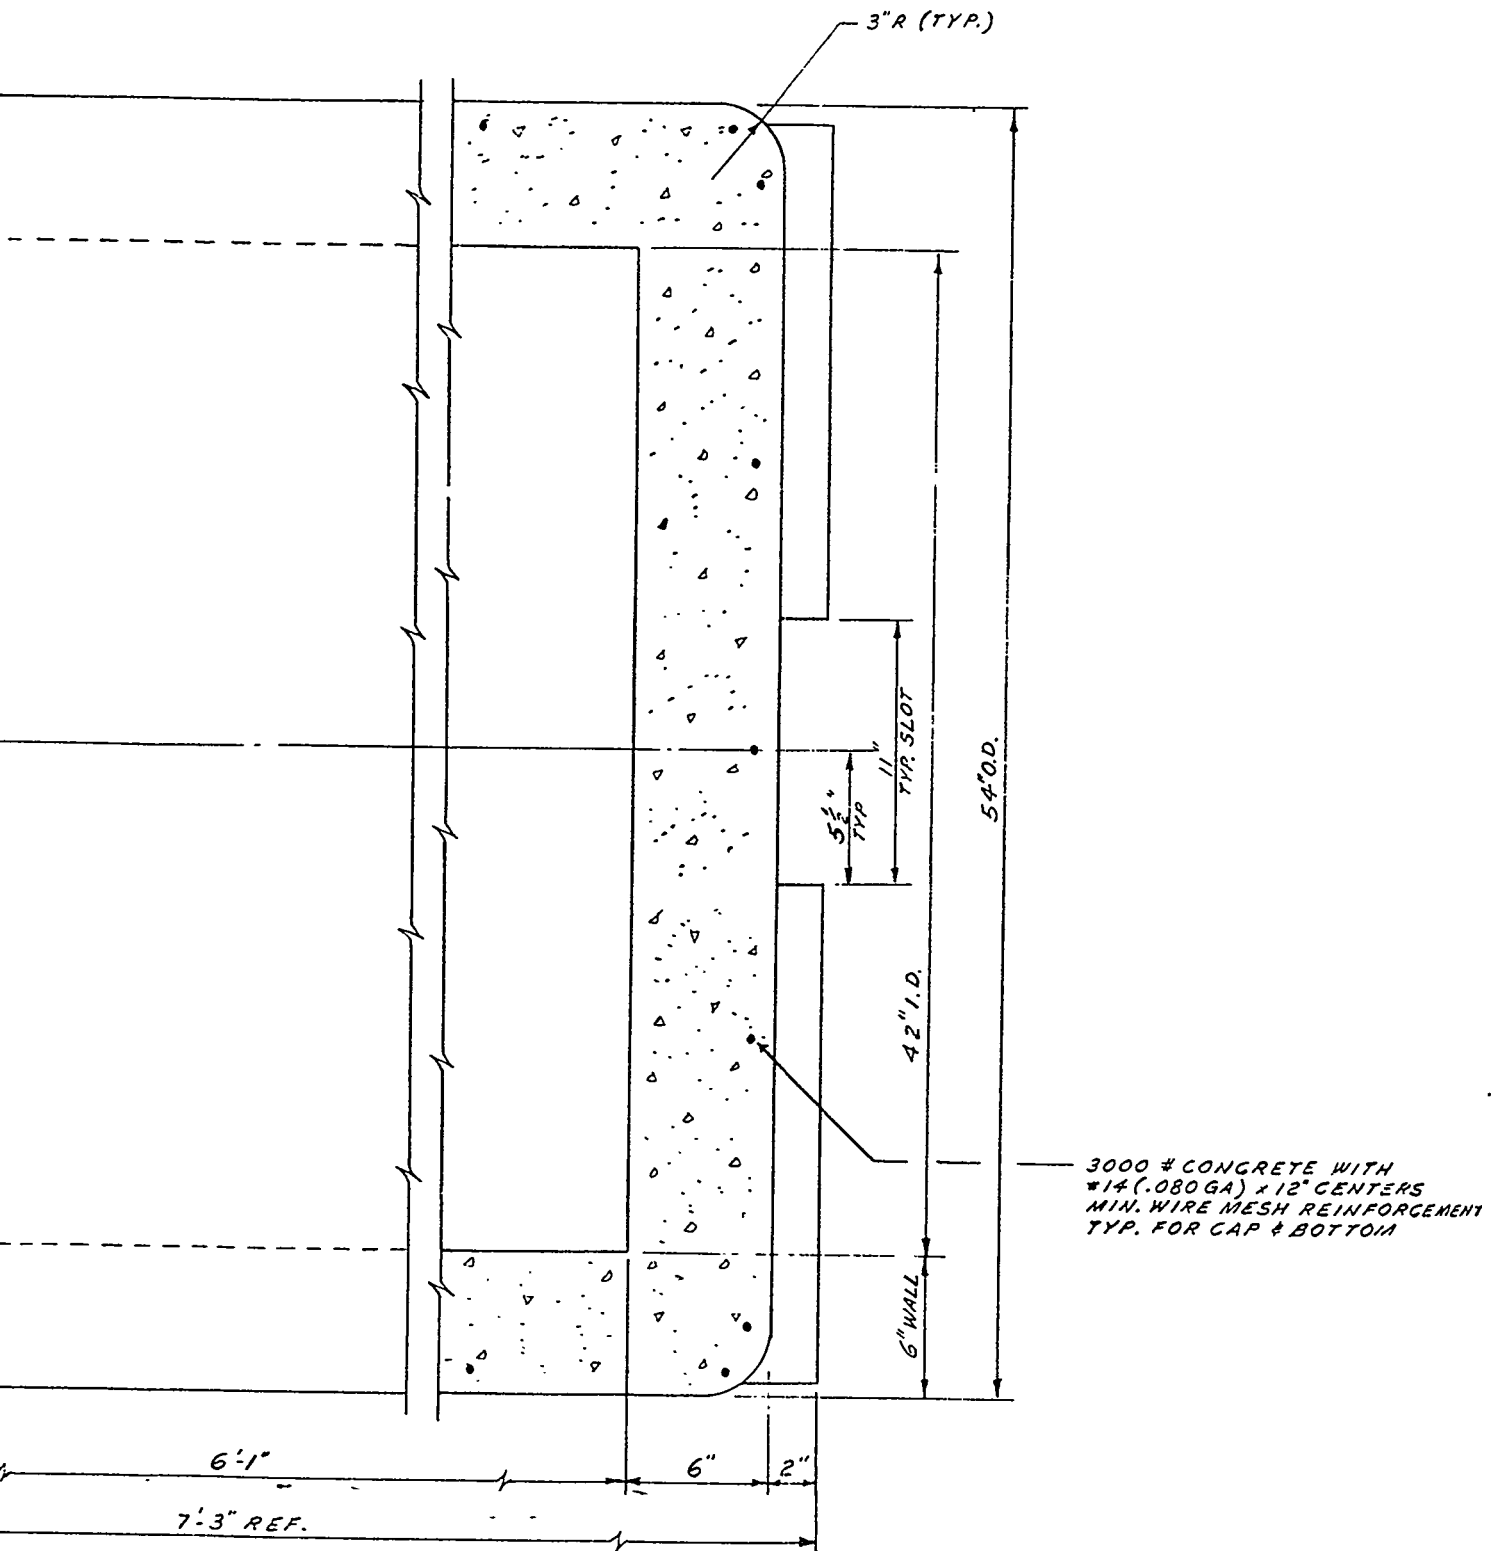 3"R (TYP.)
11"
TYP. SLOT
5½"
TYP
54" O.D.
42" I.D.
3000 # CONCRETE WITH
#14 (.080 GA) x 12" CENTERS
MIN. WIRE MESH REINFORCEMENT
TYP. FOR CAP & BOTTOM
6" WALL
6'-1"
6"
2"
7'-3" REF.